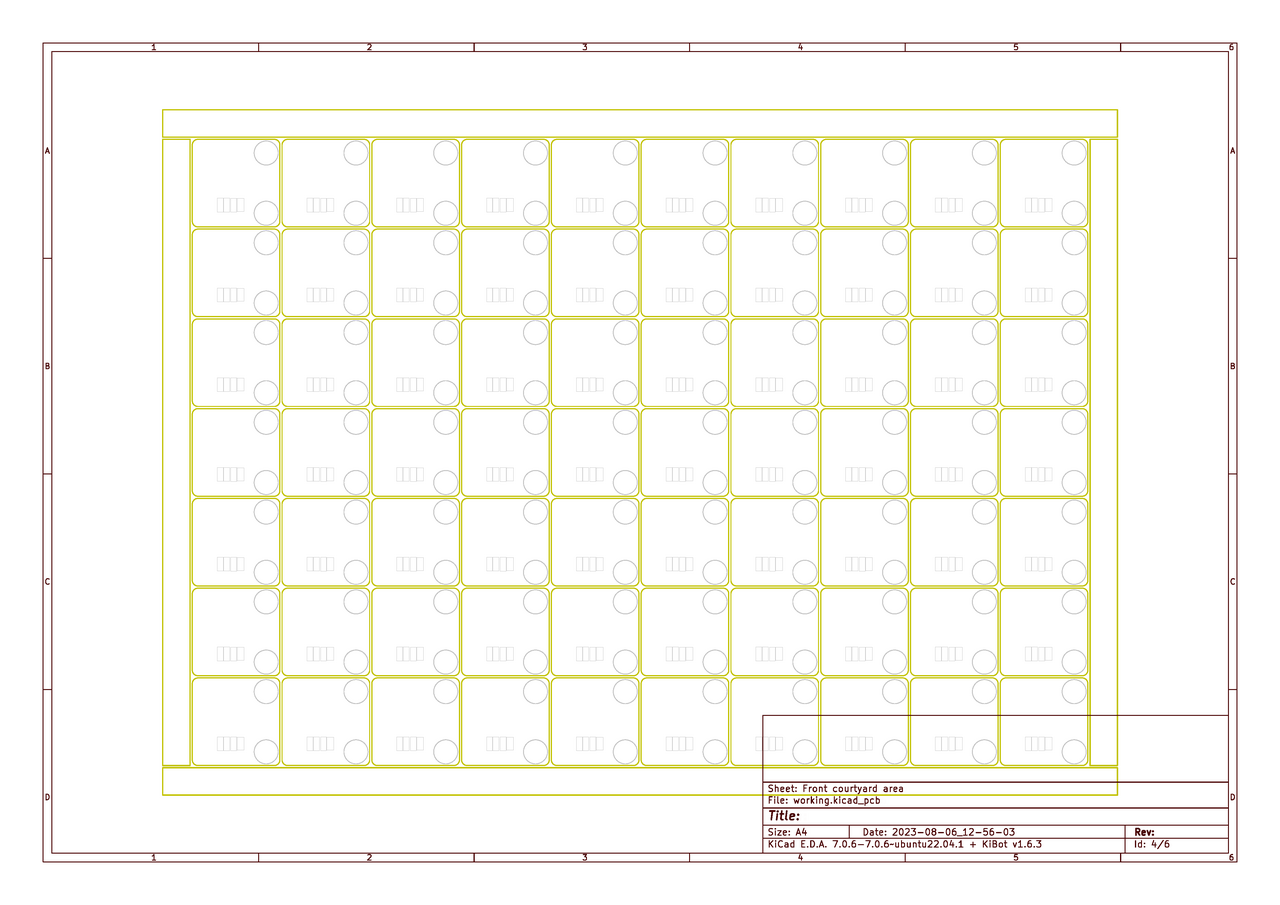 1 2 3 4 5 6
A A
B B
C C
D D
Sheet: Front courtyard area
File: working.kicad_pcb
Title:
Size: A4 Date: 2023-08-06_12-56-03 Rev:
KiCad E.D.A. 7.0.6-7.0.6~ubuntu22.04.1 + KiBot v1.6.3 Id: 4/6
1 2 3 4 5 6